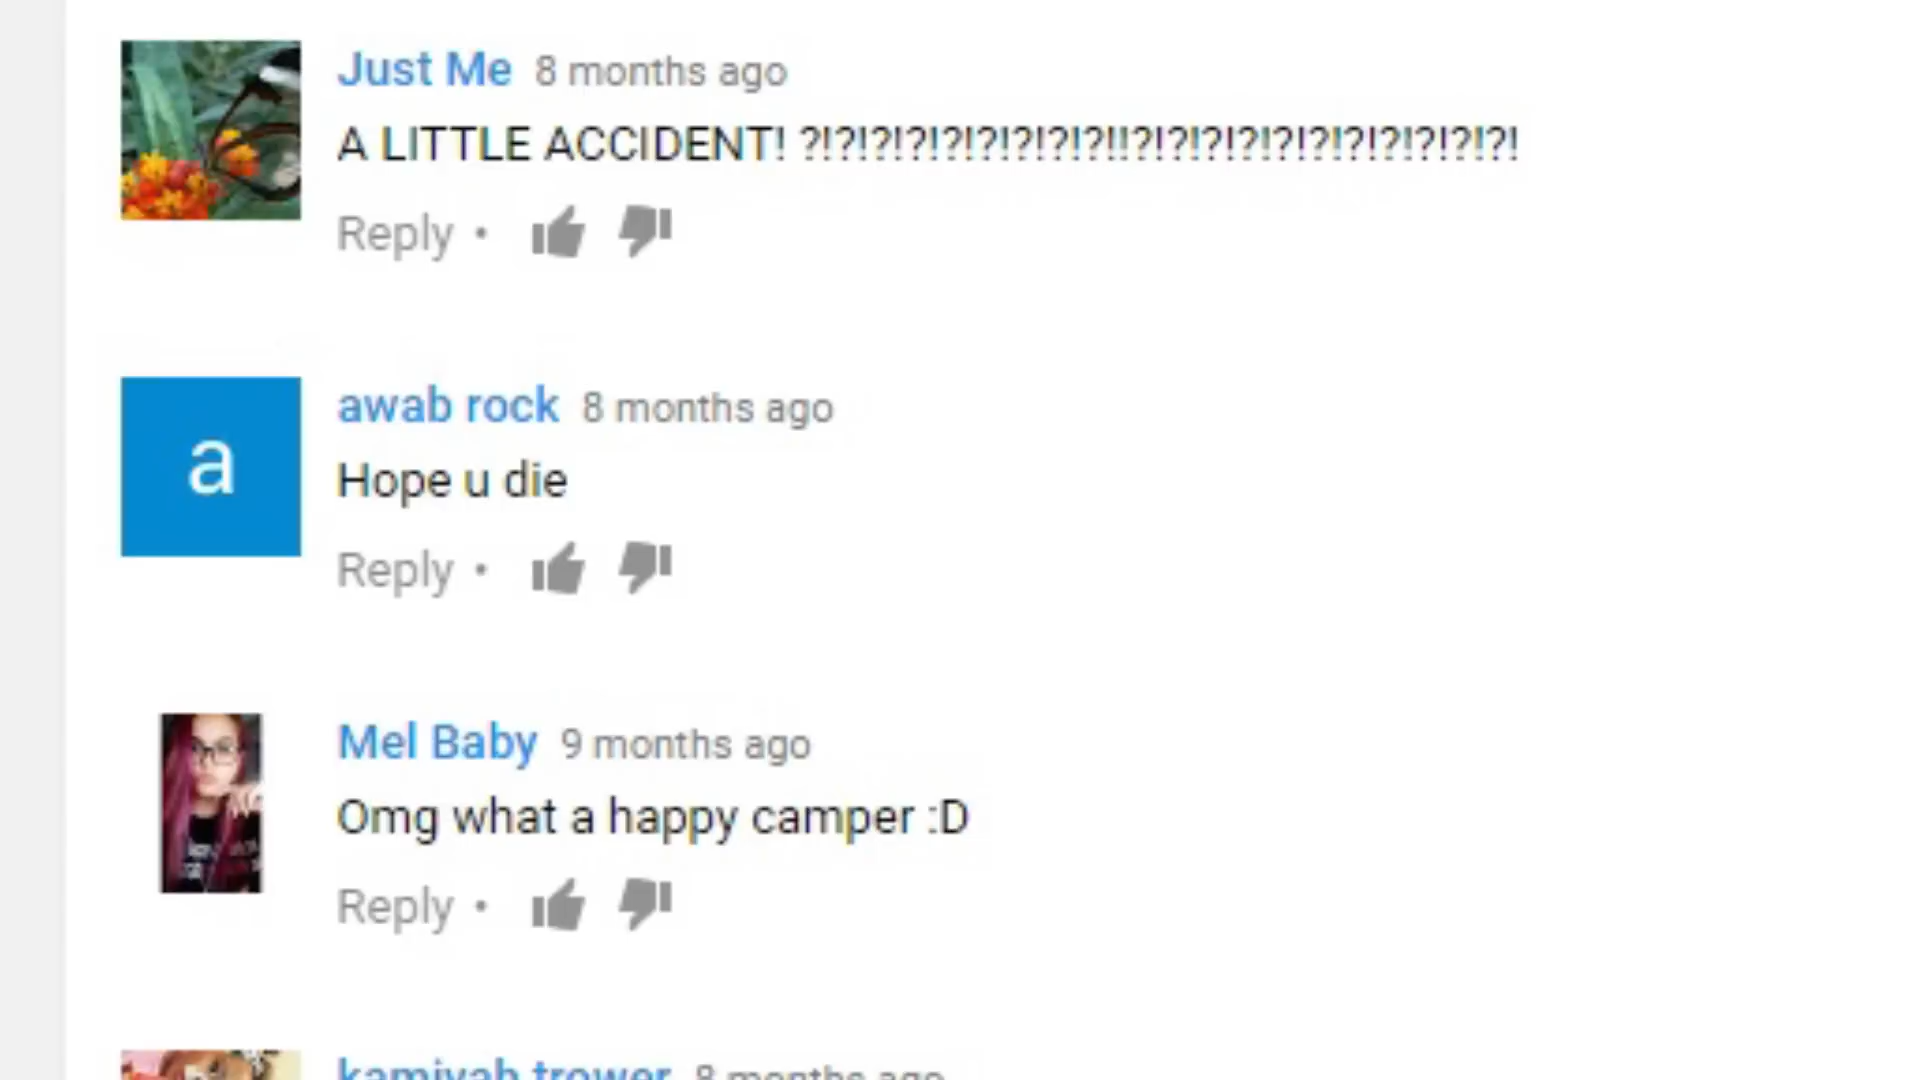 Just Me 8 months ago
A LITTLE ACCIDENT! ?!?!?!?!?!?!?!?!?!!?!?!?!?!?!?!?!?!?!?!?!
Reply •
a
awab rock 8 months ago
Hope u die
Reply •
Mel Baby 9 months ago
Omg what a happy camper :D
Reply •
kamiyah trower 8 months ago